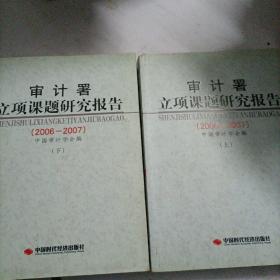 审计署
立项课题研究报告
SHENJISHULIXIANGKETIYANJIUBAOGAO
(2006-2007)
中国审计学会编
(下)
中国时代经济出版社
审计署
立项课题研究报告
SHENJISHULIXIANGKETIYANJIUBAOGAO
(2006-2007)
中国审计学会编
(上)
中国时代经济出版社